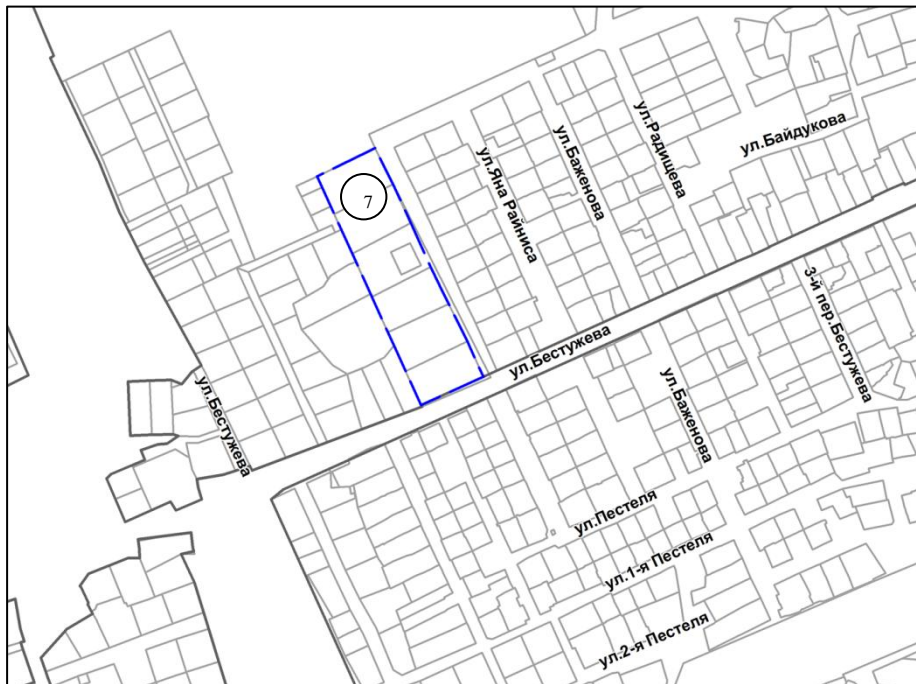 7
ул.Яна Райниса
ул.Баженова
ул.Радищева
ул.Байдукова
ул.Бестужева
ул.Бестужева
3-й пер.Бестужева
ул.Баженова
ул.Пестеля
ул.1-я Пестеля
ул.2-я Пестеля